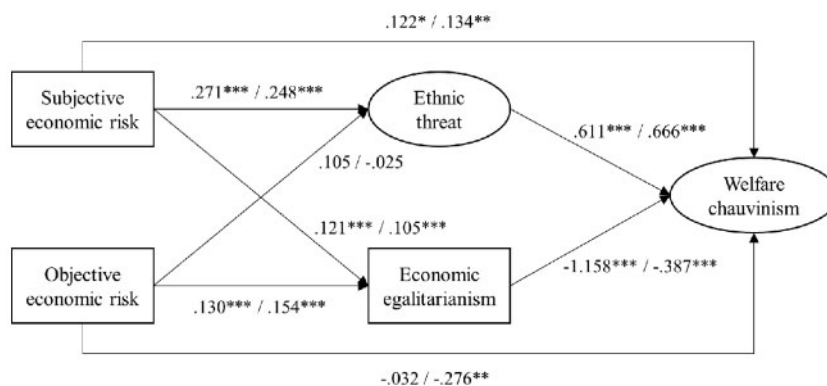 .122* / .134**
Subjective
economic risk
.271*** / .248***
Ethnic
threat
.611*** / .666***
.105 / -.025
Welfare
chauvinism
.121*** / .105***
Objective
economic risk
.130*** / .154***
Economic
egalitarianism
-1.158*** / -.387***
-.032 / -.276**